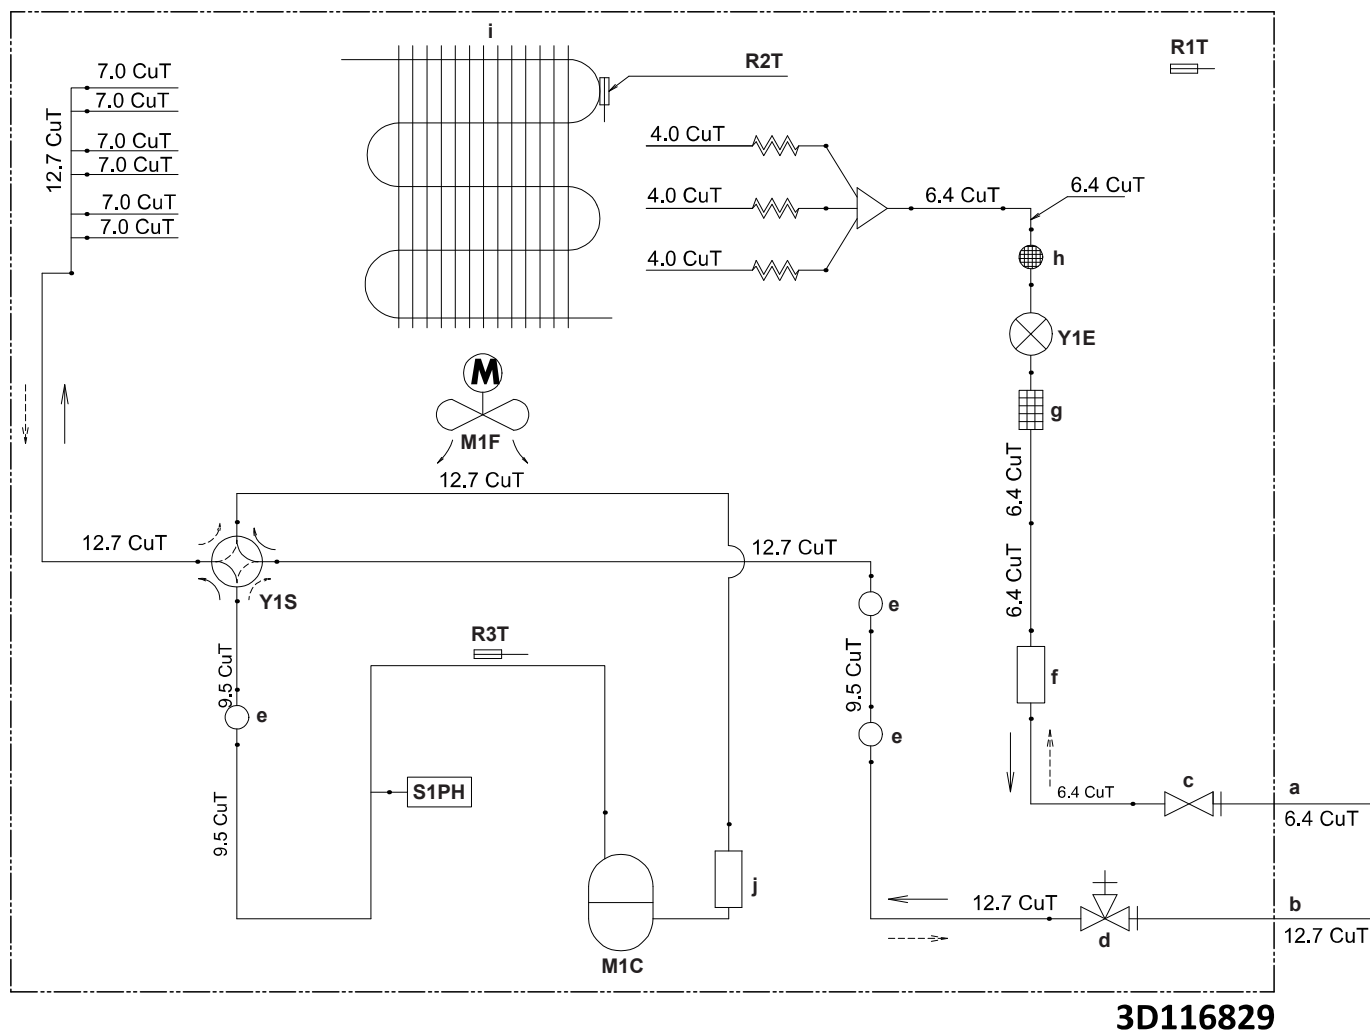 i
R2T
R1T
7.0 CuT
7.0 CuT
7.0 CuT
7.0 CuT
7.0 CuT
7.0 CuT
12.7 CuT
4.0 CuT
4.0 CuT
4.0 CuT
6.4 CuT
6.4 CuT
h
Y1E
g
M
M1F
12.7 CuT
6.4 CuT
12.7 CuT
12.7 CuT
6.4 CuT
Y1S
e
R3T
9.5 CuT
9.5 CuT
f
e
e
S1PH
9.5 CuT
6.4 CuT
c
a
6.4 CuT
j
12.7 CuT
d
b
12.7 CuT
M1C
3D116829